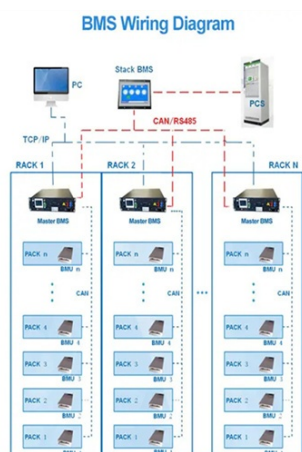 BMS Wiring Diagram
Stack BMS
PC
PCS
CAN/RS485
TCP/IP
RACK 1
RACK 2
RACK N
Master BMS
Master BMS
Master BMS
PACK n
BMU n
PACK n
BMU n
PACK n
BMU n
CAN
CAN
CAN
PACK 4
BMU 4
PACK 4
BMU 4
PACK 4
BMU 4
PACK 3
BMU 3
PACK 3
BMU 3
PACK 3
BMU 3
PACK 2
BMU 2
PACK 2
BMU 2
PACK 2
BMU 2
PACK 1
PACK 1
PACK 1